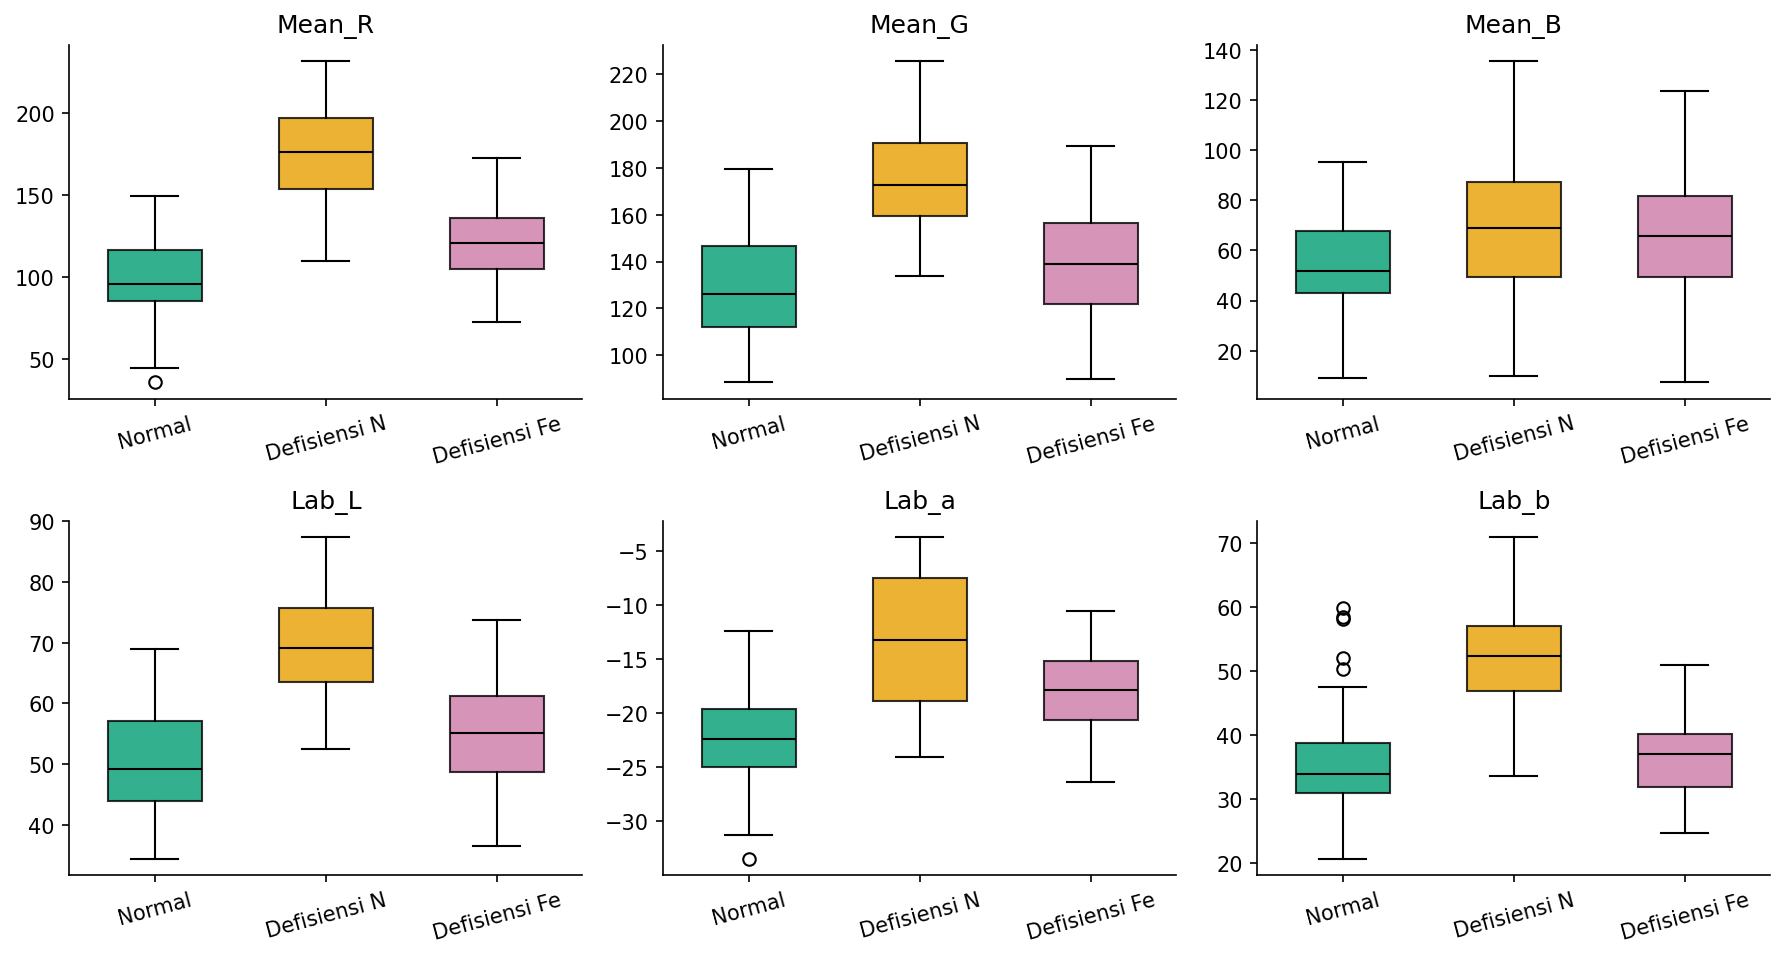 Mean_R
Mean_G
Mean_B
200
150
100
50
220
200
180
160
140
120
100
140
120
100
80
60
40
20
Normal
Defisiensi N
Defisiensi Fe
Normal
Defisiensi N
Defisiensi Fe
Normal
Defisiensi N
Defisiensi Fe
Lab_L
Lab_a
Lab_b
90
80
70
60
50
40
−5
−10
−15
−20
−25
−30
70
60
50
40
30
20
Normal
Defisiensi N
Defisiensi Fe
Normal
Defisiensi N
Defisiensi Fe
Normal
Defisiensi N
Defisiensi Fe